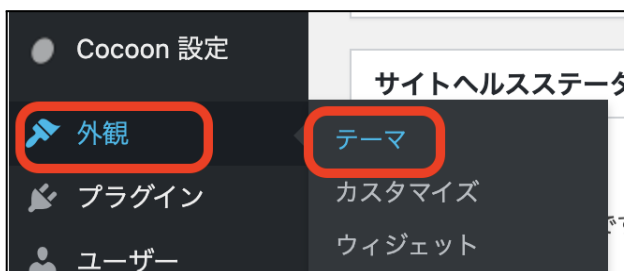 Cocoon 設定
サイトヘルスステータ
外観
テーマ
プラグイン
カスタマイズ
ウィジェット
ユーザー